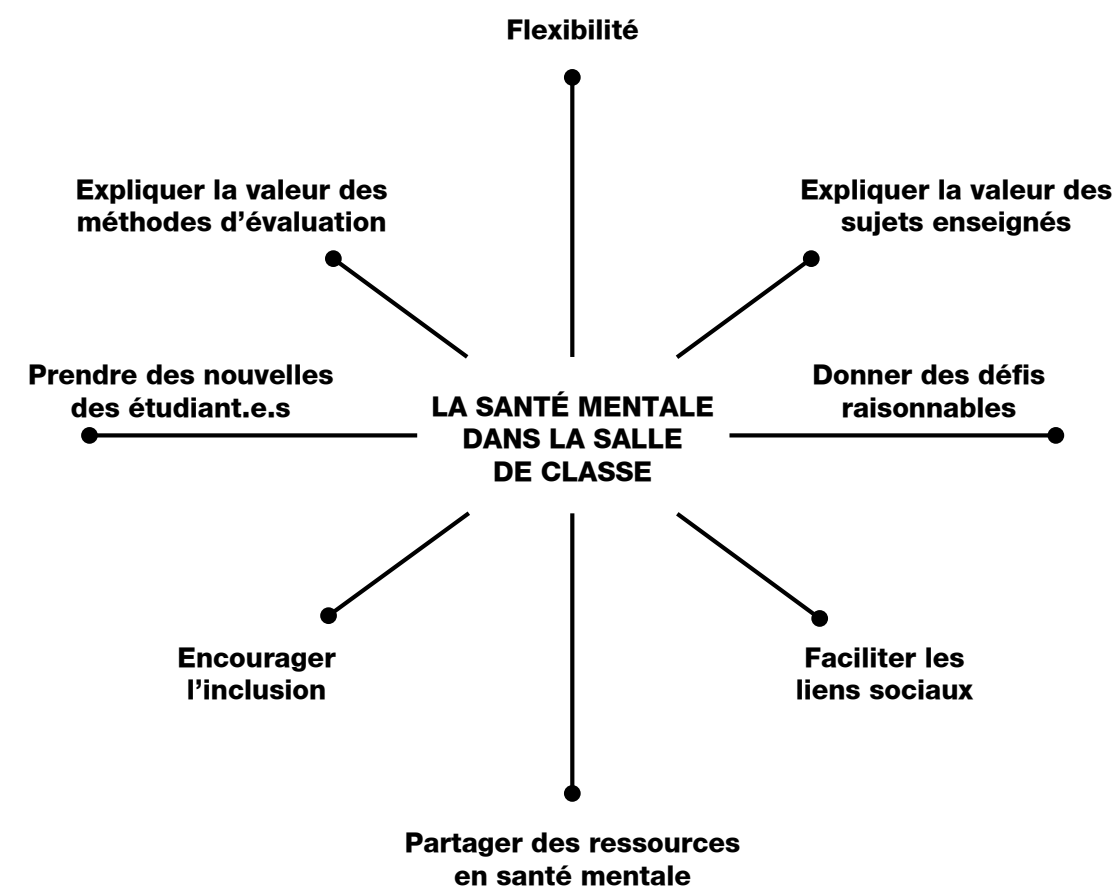 Flexibilité
Expliquer la valeur des
méthodes d’évaluation
Expliquer la valeur des
sujets enseignés
Prendre des nouvelles
des étudiant.e.s
LA SANTÉ MENTALE
DANS LA SALLE
DE CLASSE
Donner des défis
raisonnables
Encourager
l’inclusion
Faciliter les
liens sociaux
Partager des ressources
en santé mentale